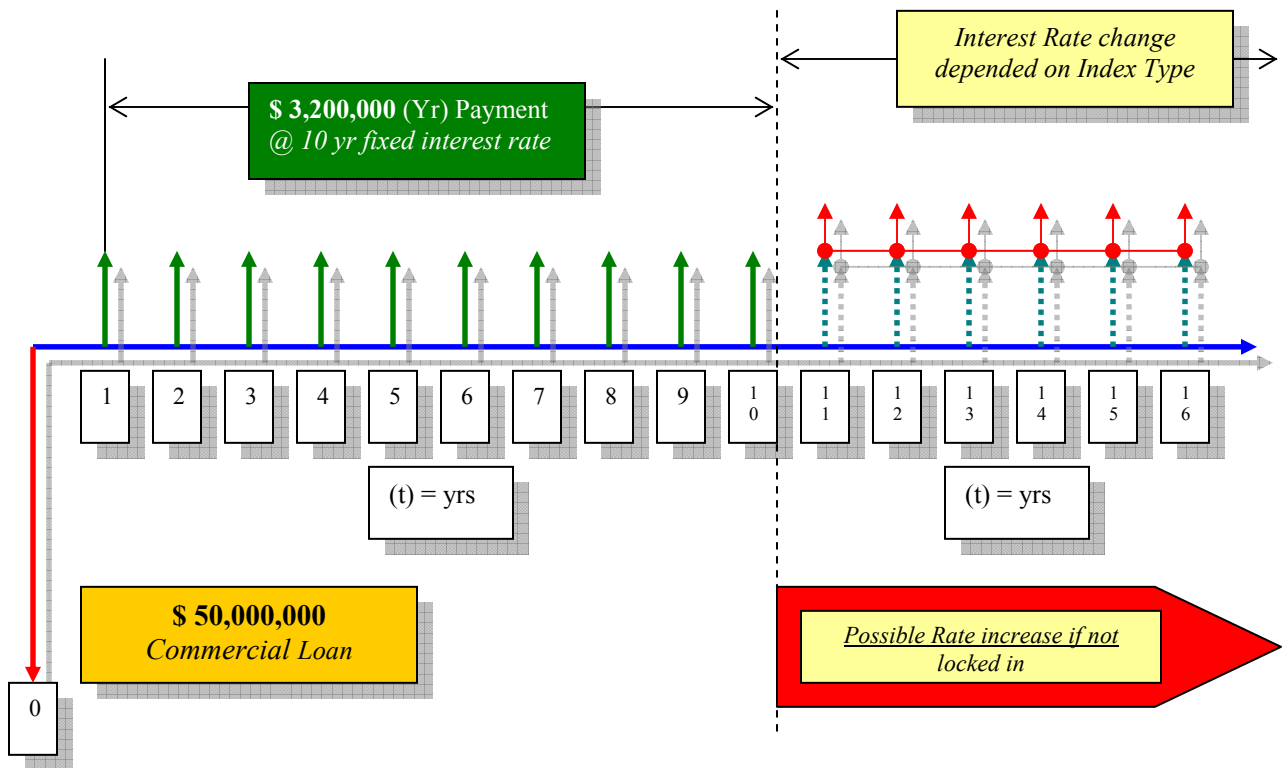 Interest Rate change
depended on Index Type
$ 3,200,000 (Yr) Payment
@ 10 yr fixed interest rate
1
2
3
4
5
6
7
8
9
1
0
1
1
1
2
1
3
1
4
1
5
1
6
(t) = yrs
(t) = yrs
$ 50,000,000
Commercial Loan
Possible Rate increase if not
locked in
0